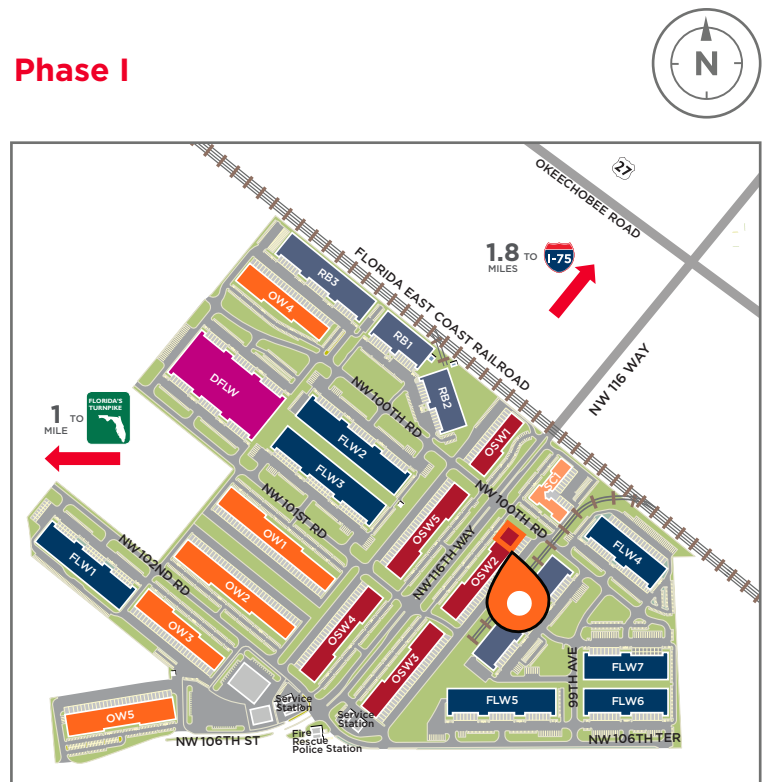 Phase I
N
27
OKEECHOBEE ROAD
1.8 TO
MILES
I-75
FLORIDA EAST COAST RAILROAD
NW 116 WAY
RB3
OW4
RB1
RB2
DFLW
NW 100TH RD
1 TO
MILE
FLORIDA'S
TURNPIKE
FLW2
FLW3
OSW1
SC1
NW 100TH RD
NW 101ST RD
OSW5
NW 116TH WAY
OSW2
FLW4
OW1
FLW1
NW 102ND RD
OW2
OW3
OSW4
OSW3
99TH AVE
FLW7
FLW5
FLW6
OW5
Service
Station
Service
Station
Fire
Rescue
Police Station
NW 106TH ST
NW 106TH TER